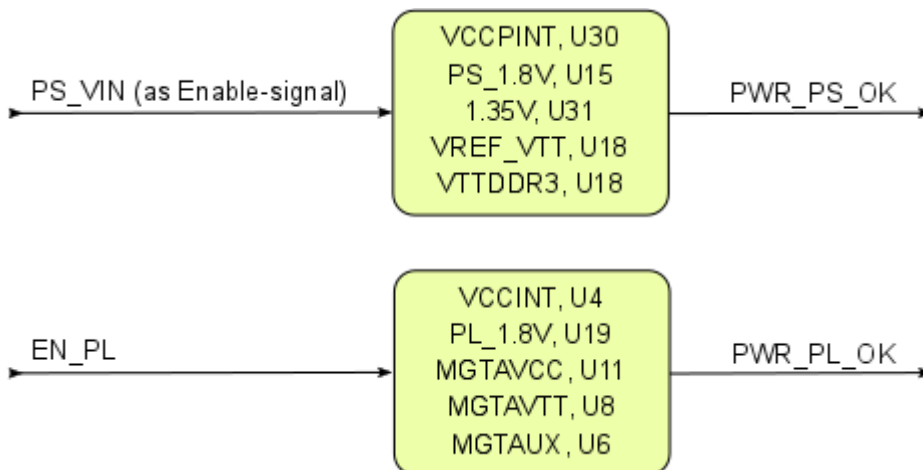 PS_VIN (as Enable-signal)
VCCPINT, U30
PS_1.8V, U15
1.35V, U31
VREF_VTT, U18
VTTDDR3, U18
PWR_PS_OK
EN_PL
VCCINT, U4
PL_1.8V, U19
MGTAVCC, U11
MGTAVTT, U8
MGTAUX, U6
PWR_PL_OK